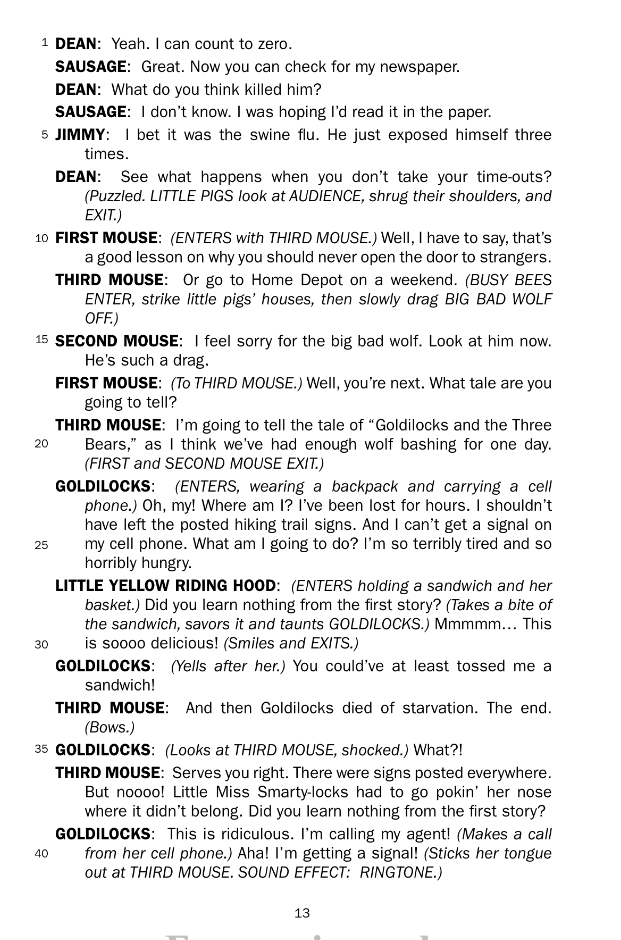 1 DEAN: Yeah. I can count to zero.
SAUSAGE: Great. Now you can check for my newspaper.
DEAN: What do you think killed him?
SAUSAGE: I don't know. I was hoping I'd read it in the paper.
5 JIMMY: I bet it was the swine flu. He just exposed himself three
times.
DEAN: See what happens when you don't take your time-outs?
(Puzzled. LITTLE PIGS look at AUDIENCE, shrug their shoulders, and
EXIT.)
10 FIRST MOUSE: (ENTERS with THIRD MOUSE.) Well, I have to say, that's
a good lesson on why you should never open the door to strangers.
THIRD MOUSE: Or go to Home Depot on a weekend. (BUSY BEES
ENTER, strike little pigs' houses, then slowly drag BIG BAD WOLF
OFF.)
15 SECOND MOUSE: I feel sorry for the big bad wolf. Look at him now.
He's such a drag.
FIRST MOUSE: (To THIRD MOUSE.) Well, you're next. What tale are you
going to tell?
THIRD MOUSE: I'm going to tell the tale of “Goldilocks and the Three
20 Bears,” as I think we've had enough wolf bashing for one day.
(FIRST and SECOND MOUSE EXIT.)
GOLDILOCKS: (ENTERS, wearing a backpack and carrying a cell
phone.) Oh, my! Where am I? I've been lost for hours. I shouldn't
have left the posted hiking trail signs. And I can't get a signal on
25 my cell phone. What am I going to do? I'm so terribly tired and so
horribly hungry.
LITTLE YELLOW RIDING HOOD: (ENTERS holding a sandwich and her
basket.) Did you learn nothing from the first story? (Takes a bite of
the sandwich, savors it and taunts GOLDILOCKS.) Mmmmm... This
30 is soooo delicious! (Smiles and EXITS.)
GOLDILOCKS: (Yells after her.) You could've at least tossed me a
sandwich!
THIRD MOUSE: And then Goldilocks died of starvation. The end.
(Bows.)
35 GOLDILOCKS: (Looks at THIRD MOUSE, shocked.) What?!
THIRD MOUSE: Serves you right. There were signs posted everywhere.
But noooo! Little Miss Smarty-locks had to go pokin' her nose
where it didn't belong. Did you learn nothing from the first story?
GOLDILOCKS: This is ridiculous. I'm calling my agent! (Makes a call
40 from her cell phone.) Aha! I'm getting a signal! (Sticks her tongue
out at THIRD MOUSE. SOUND EFFECT: RINGTONE.)
13